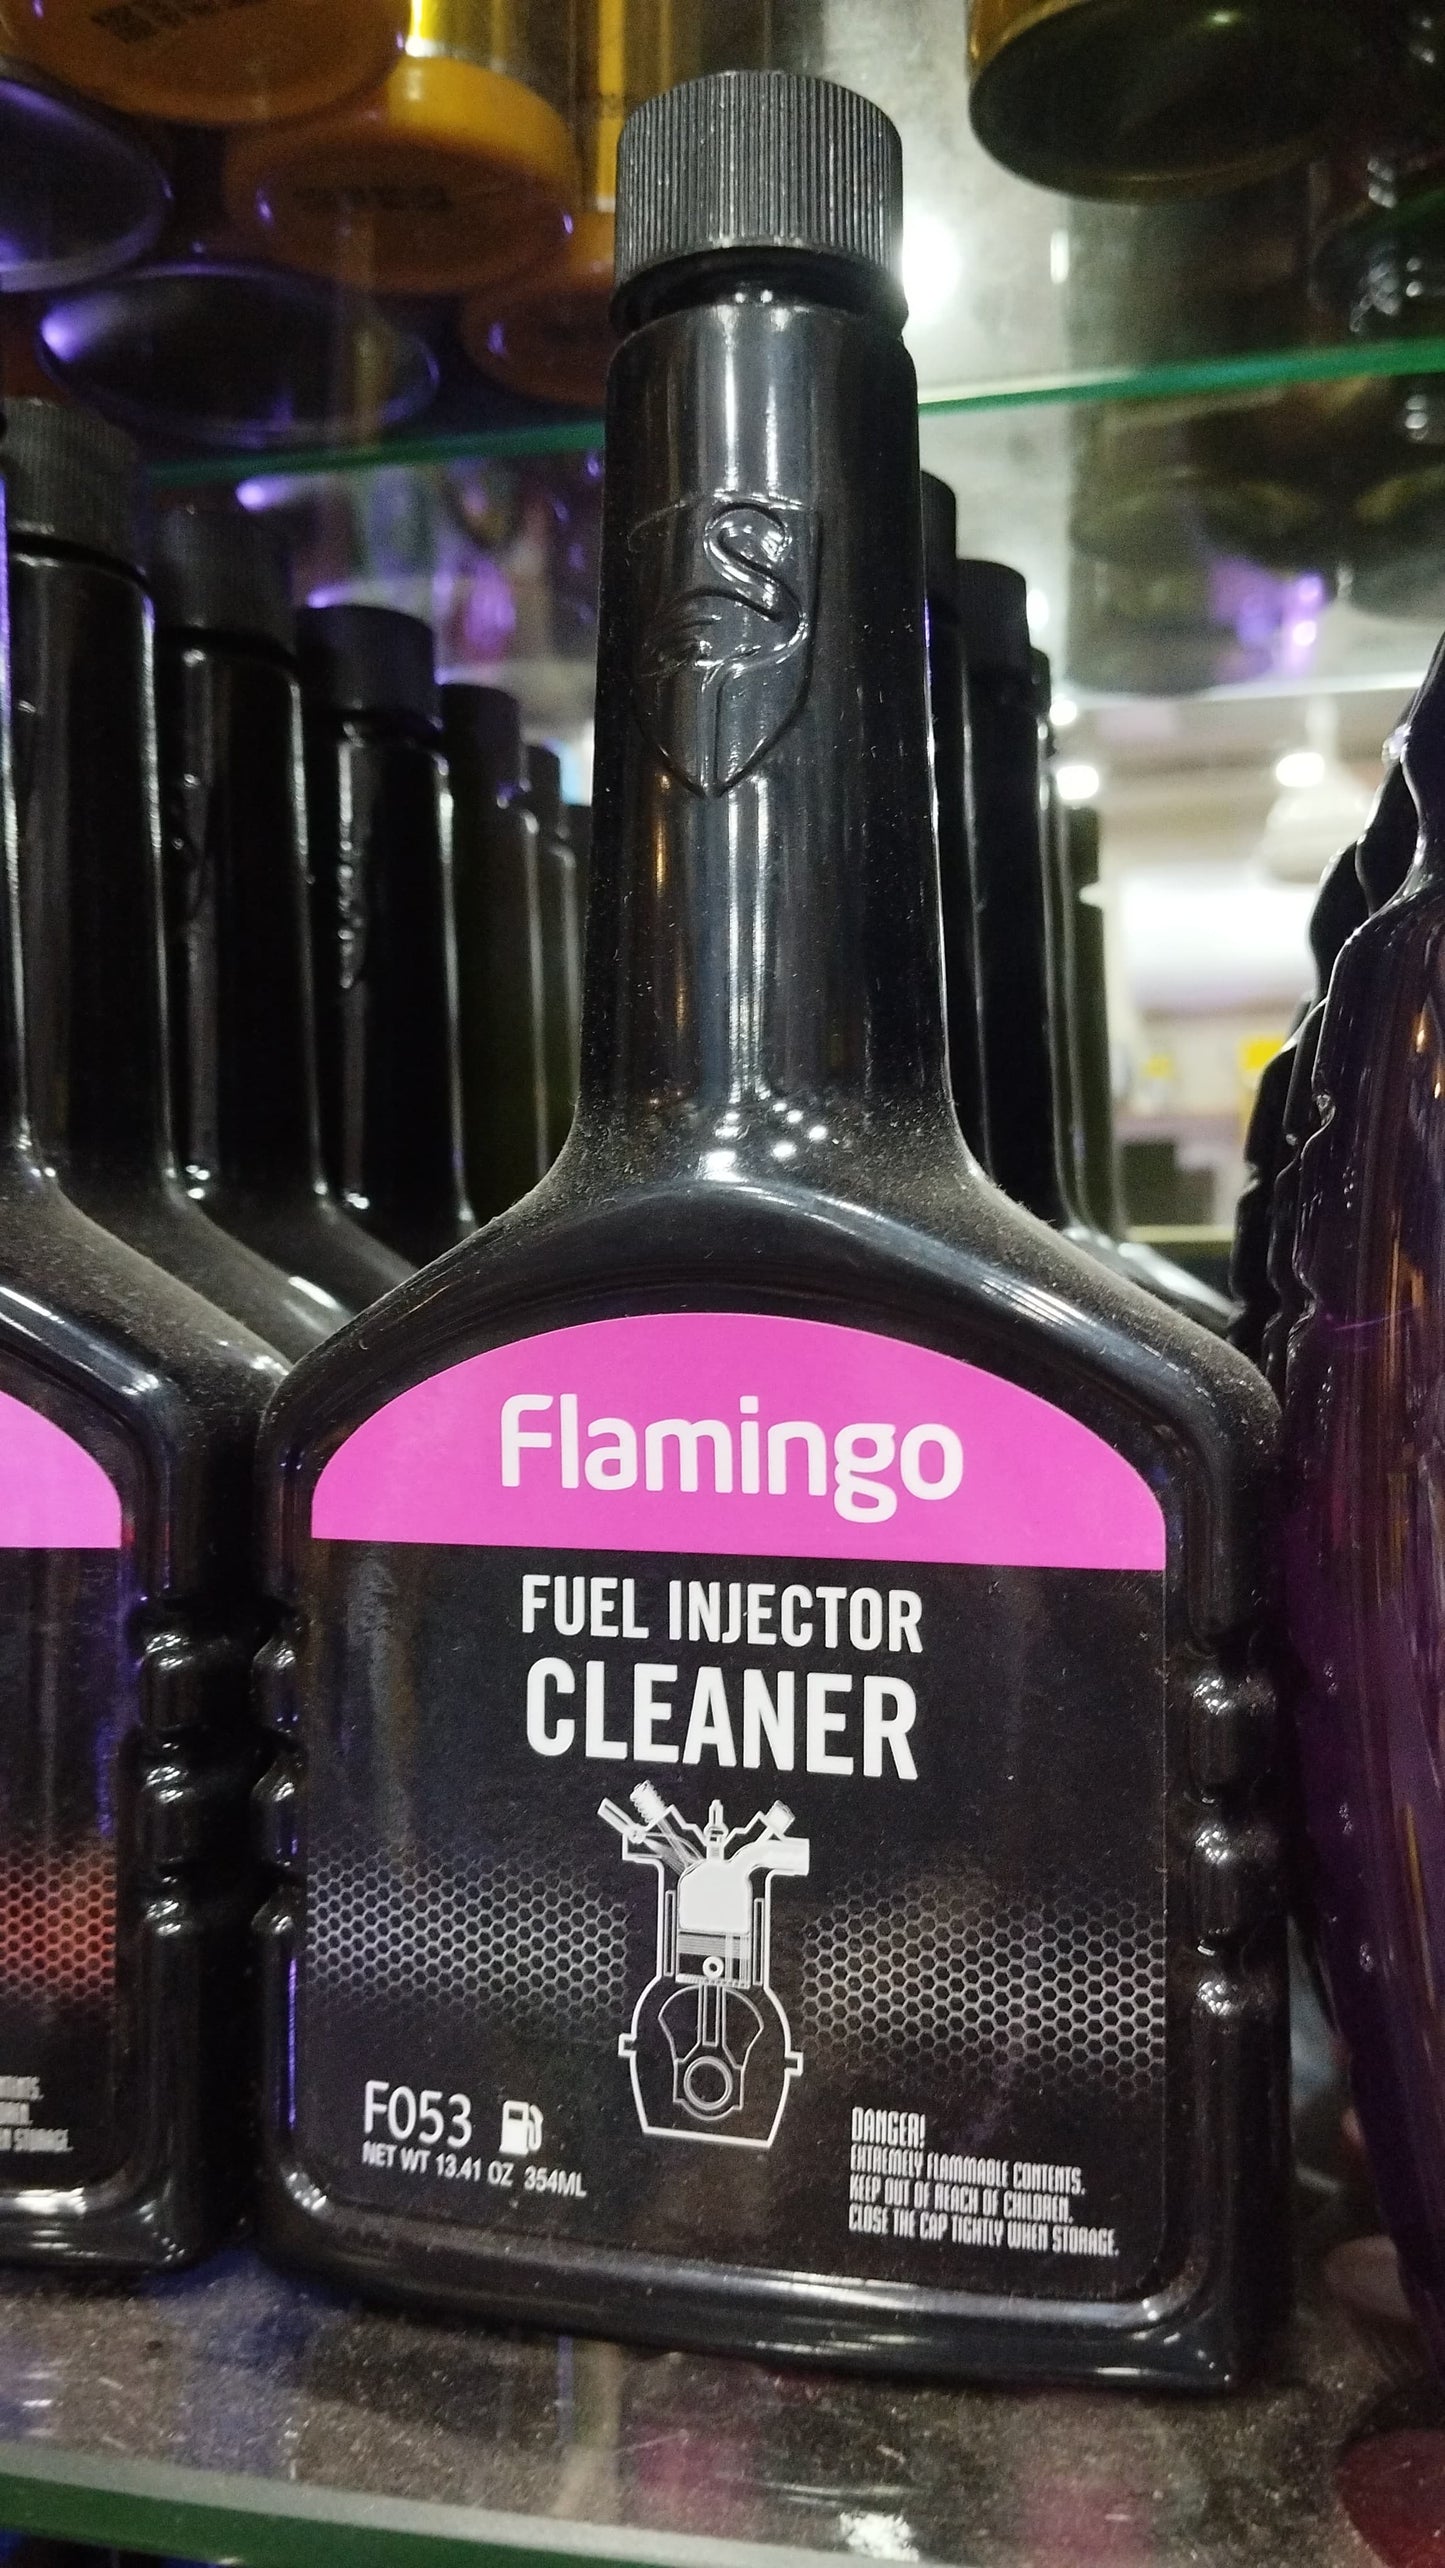 Flamingo
FUEL INJECTOR
CLEANER
F053
NET WT 13.41 OZ 354ML
DANGER!
EXTREMELY FLAMMABLE CONTENTS.
KEEP OUT OF REACH OF CHILDREN.
CLOSE THE CAP TIGHTLY WHEN STORAGE.